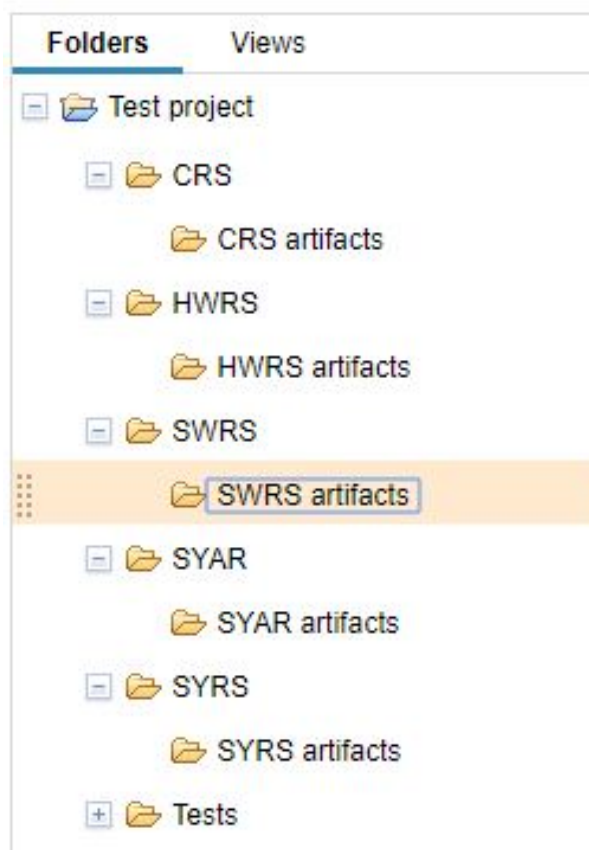 Folders Views
Test project
CRS
CRS artifacts
HWRS
HWRS artifacts
SWRS
SWRS artifacts
SYAR
SYAR artifacts
SYRS
SYRS artifacts
Tests